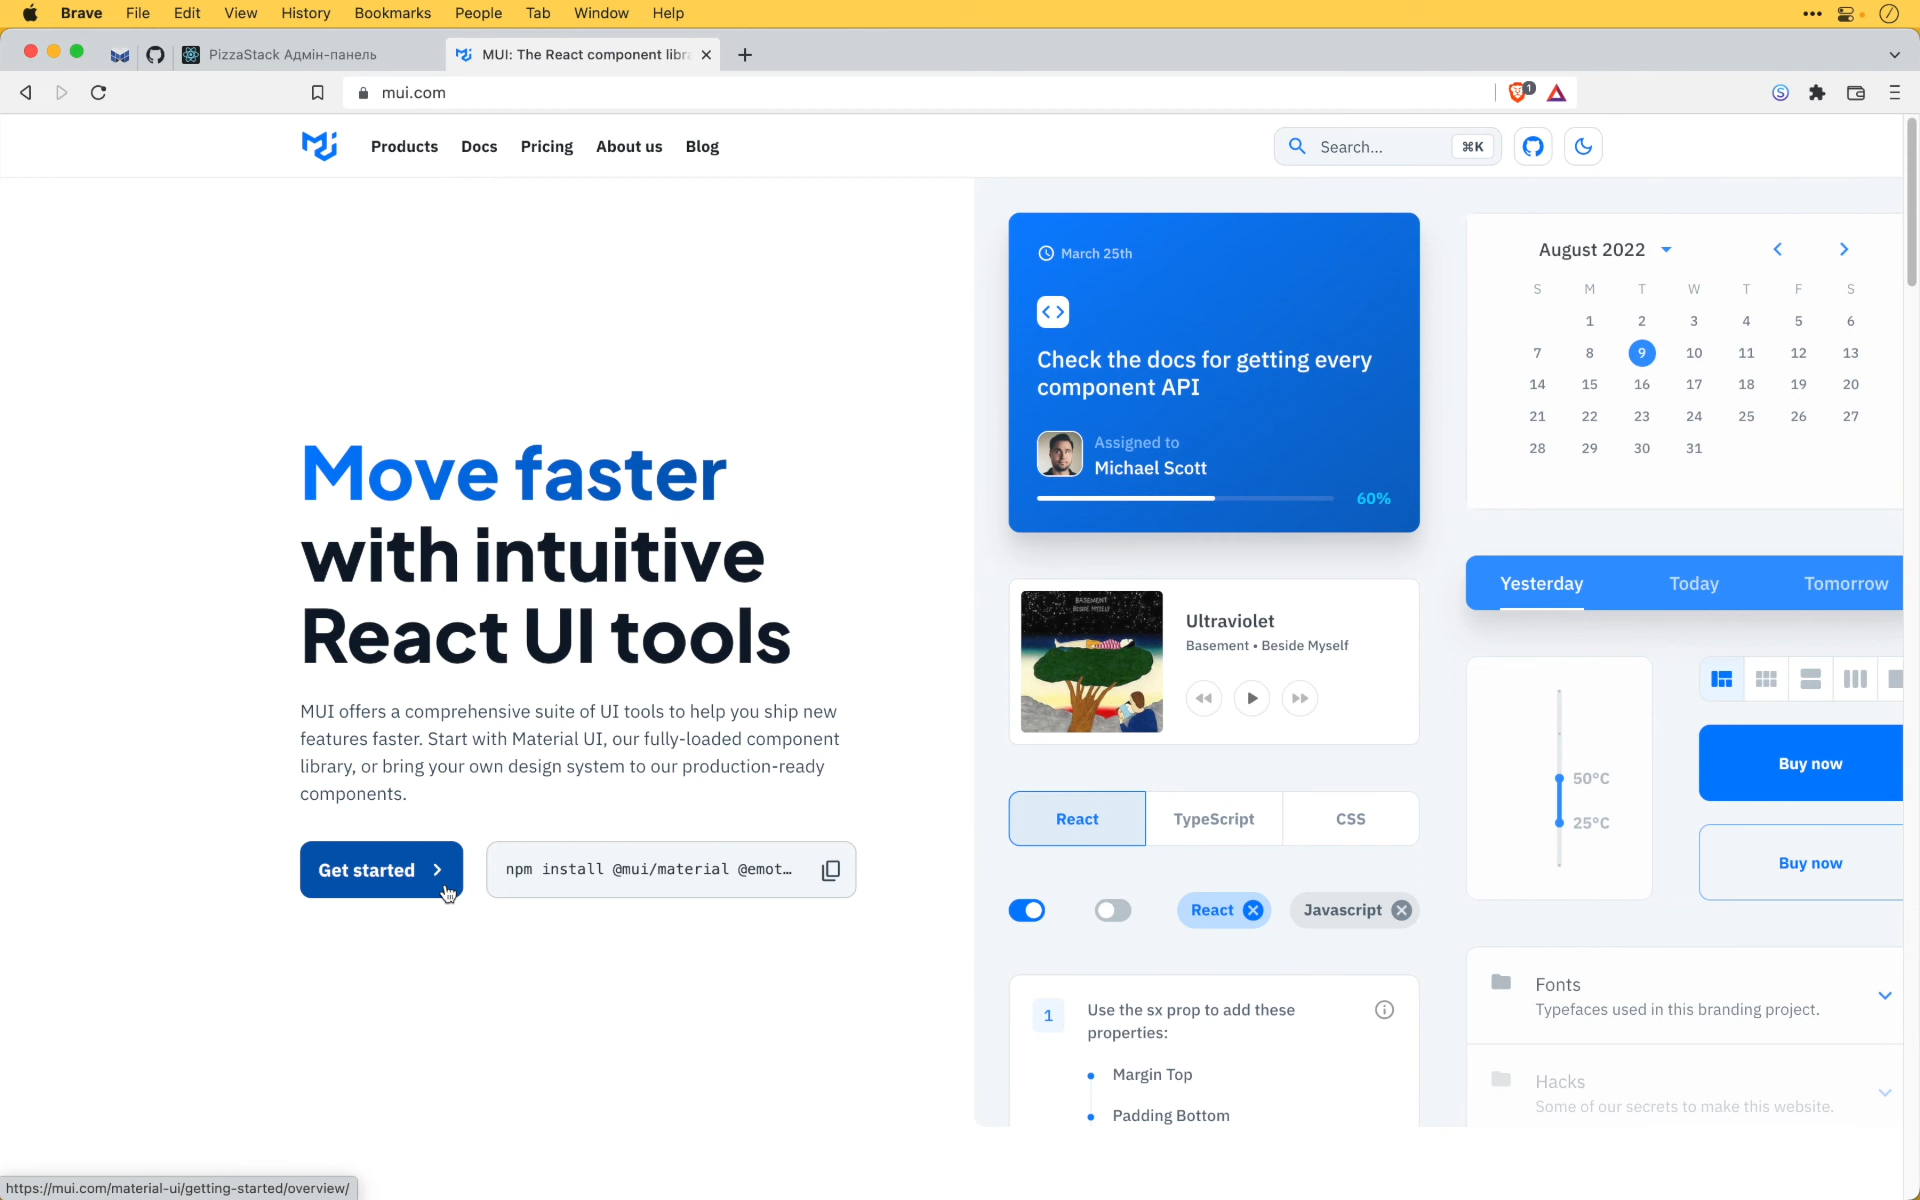 Brave File Edit View History Bookmarks People Tab Window Help
PizzaStack Адмін-панель
MUI: The React component libra
mui.com
1
Products Docs Pricing About us Blog
Search... ⌘K
Move faster
with intuitive
React UI tools
MUI offers a comprehensive suite of UI tools to help you ship new
features faster. Start with Material UI, our fully-loaded component
library, or bring your own design system to our production-ready
components.
Get started
npm install @mui/material @emot…
March 25th
Check the docs for getting every
component API
Assigned to
Michael Scott
60%
BASEMENT
BESIDE MYSELF
Ultraviolet
Basement • Beside Myself
React TypeScript CSS
React Javascript
1
Use the sx prop to add these
properties:
Margin Top
Padding Bottom
August 2022
S M T W T F S
1 2 3 4 5 6
7 8 9 10 11 12 13
14 15 16 17 18 19 20
21 22 23 24 25 26 27
28 29 30 31
Yesterday Today Tomorrow
50°C
25°C
Buy now
Buy now
Fonts
Typefaces used in this branding project.
Hacks
Some of our secrets to make this website.
https://mui.com/material-ui/getting-started/overview/